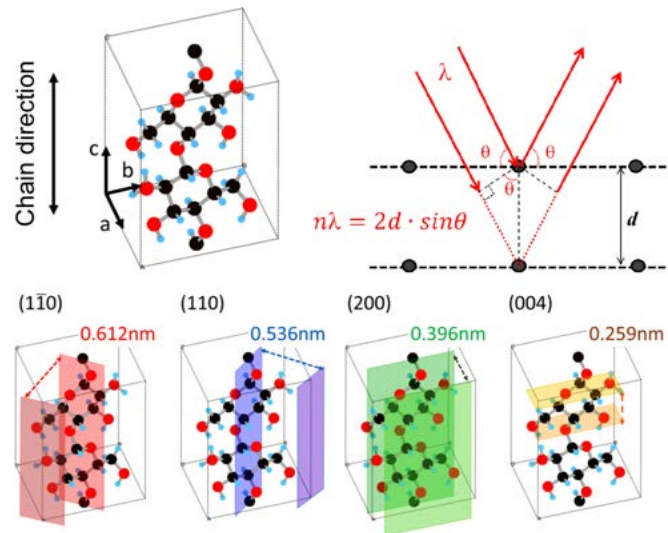 Chain direction
c
b
a
λ
θ
θ
θ
nλ = 2d · sinθ
d
(11̅0)
0.612nm
(110)
0.536nm
(200)
0.396nm
(004)
0.259nm